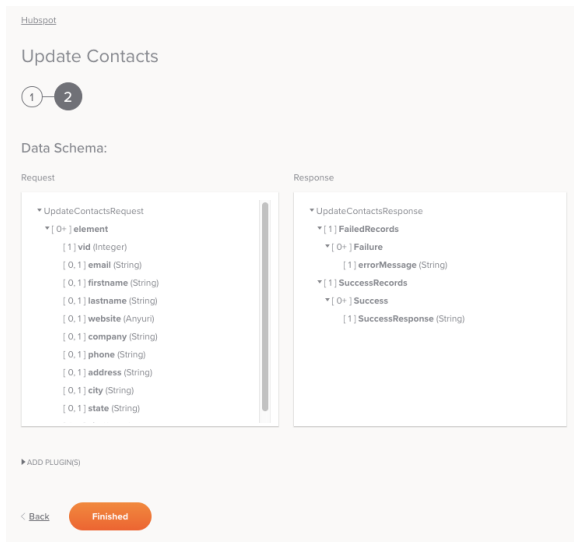 Hubspot
Update Contacts
1 2
Data Schema:
Request
UpdateContactsRequest
[ 0+ ] element
[ 1 ] vid (Integer)
[ 0, 1 ] email (String)
[ 0, 1 ] firstname (String)
[ 0, 1 ] lastname (String)
[ 0, 1 ] website (Anyuri)
[ 0, 1 ] company (String)
[ 0, 1 ] phone (String)
[ 0, 1 ] address (String)
[ 0, 1 ] city (String)
[ 0, 1 ] state (String)
Response
UpdateContactsResponse
[ 1 ] FailedRecords
[ 0+ ] Failure
[ 1 ] errorMessage (String)
[ 1 ] SuccessRecords
[ 0+ ] Success
[ 1 ] SuccessResponse (String)
ADD PLUGIN(S)
< Back
Finished